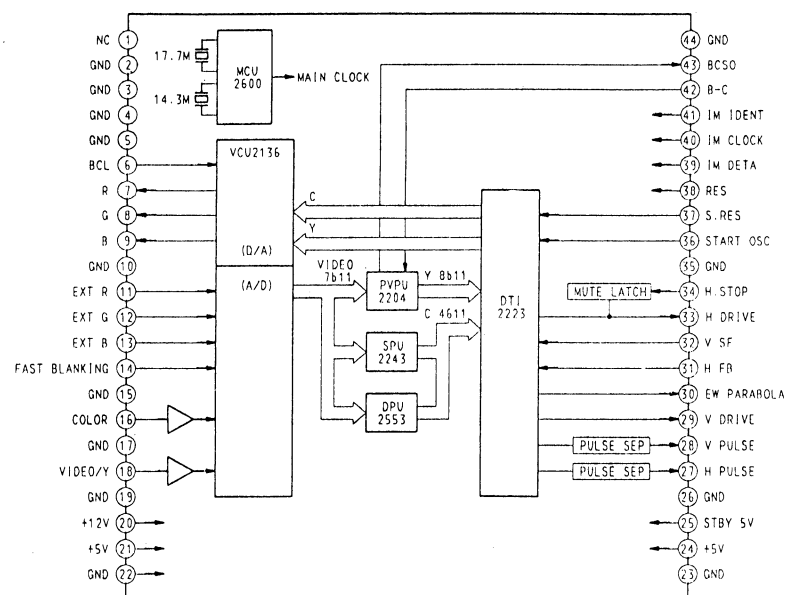 NC 1
GND 2
GND 3
GND 4
GND 5
BCL 6
R 7
G 8
B 9
GND 10
EXT R 11
EXT G 12
EXT B 13
FAST BLANKING 14
GND 15
COLOR 16
GND 17
VIDEO/Y 18
GND 19
+12V 20
+5V 21
GND 22
17.7M
14.3M
MCU
2600
MAIN CLOCK
VCU2136
(D/A)
(A/D)
C
Y
VIDEO
7b11
PVPU
2204
Y 8b11
C 4611
SPU
2243
DPU
2553
DTI
2223
MUTE LATCH
PULSE SEP
PULSE SEP
44 GND
43 BCSO
42 B-C
41 IM IDENT
40 IM CLOCK
39 IM DETA
38 RES
37 S.RES
36 START OSC
35 GND
34 H.STOP
33 H DRIVE
32 V SF
31 H FB
30 EW PARABOLA
29 V DRIVE
28 V PULSE
27 H PULSE
26 GND
25 STBY 5V
24 +5V
23 GND